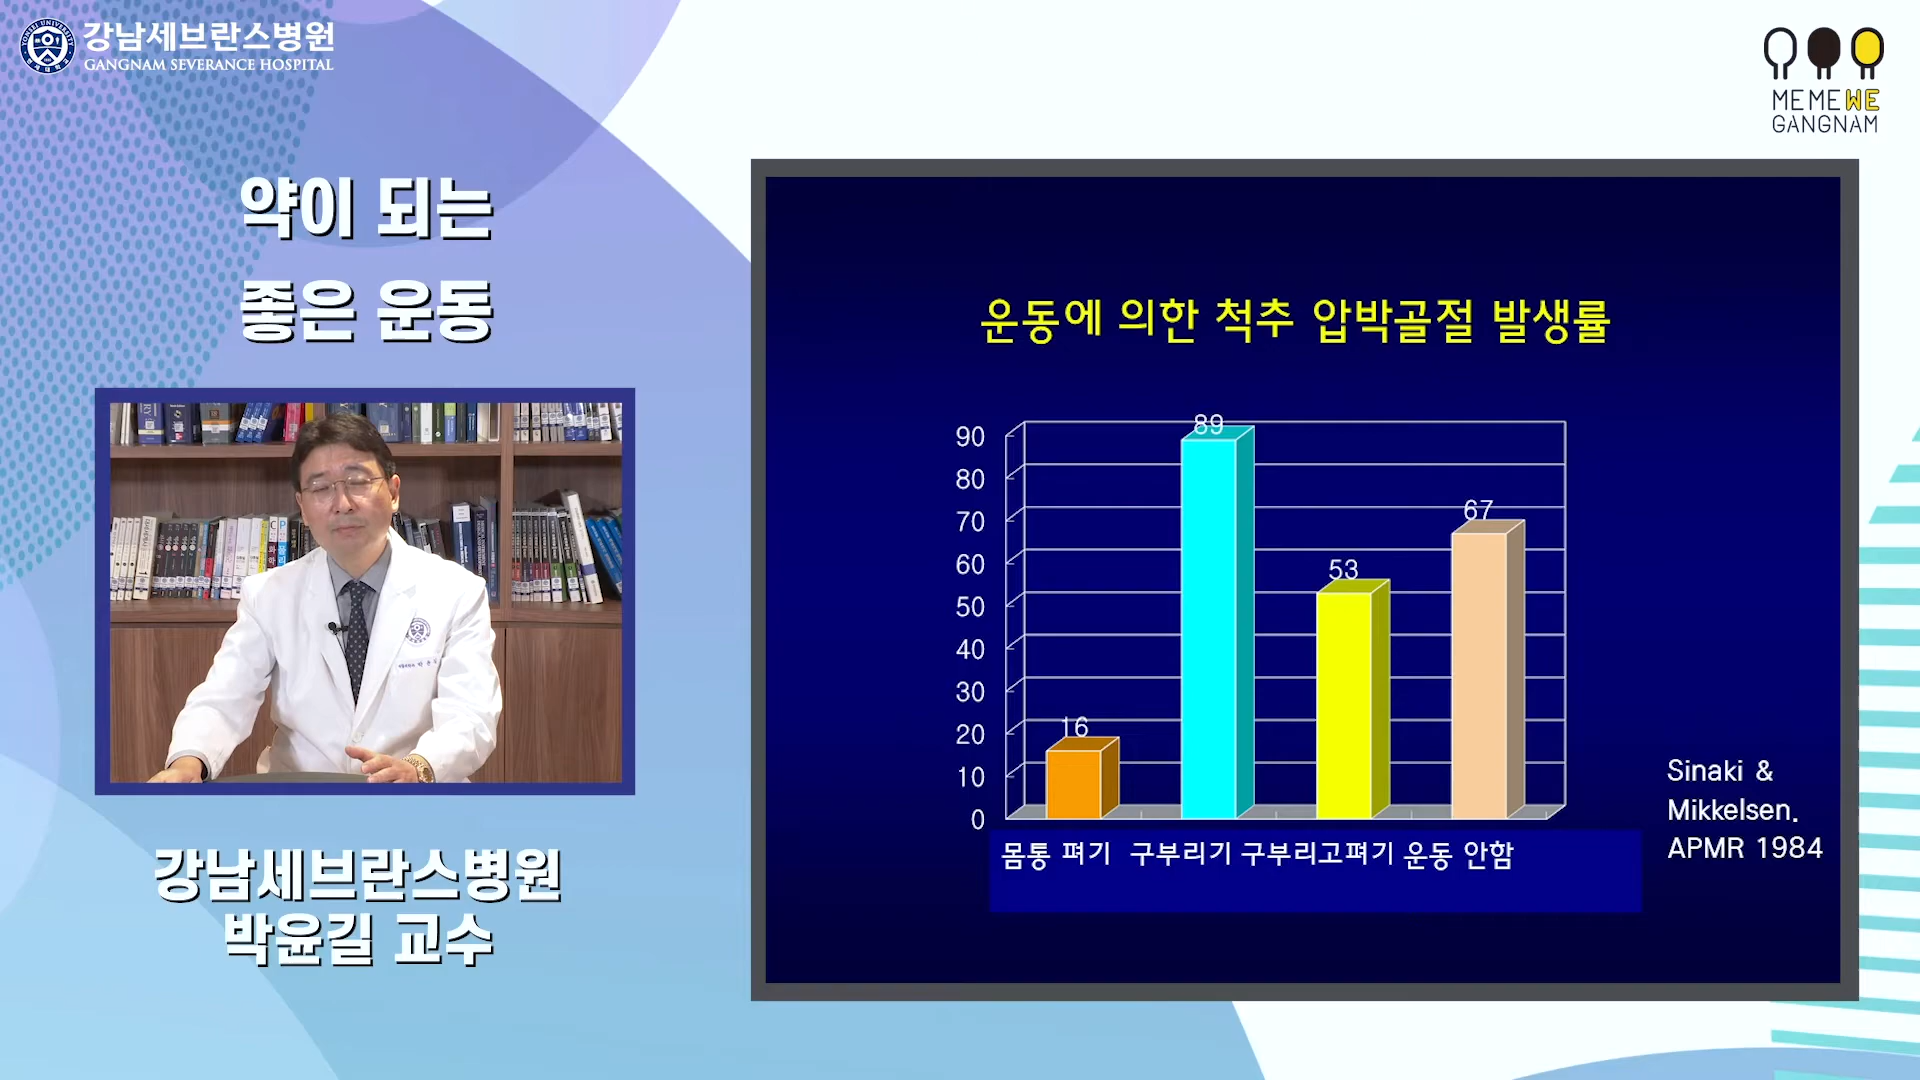 강남세브란스병원
GANGNAM SEVERANCE HOSPITAL
MEMEWE
GANGNAM
약이 되는
좋은 운동
강남세브란스병원
박윤길 교수
운동에 의한 척추 압박골절 발생률
90
80
70
60
50
40
30
20
10
0
16
89
53
67
몸통 펴기 구부리기 구부리고펴기 운동 안함
Sinaki &
Mikkelsen.
APMR 1984